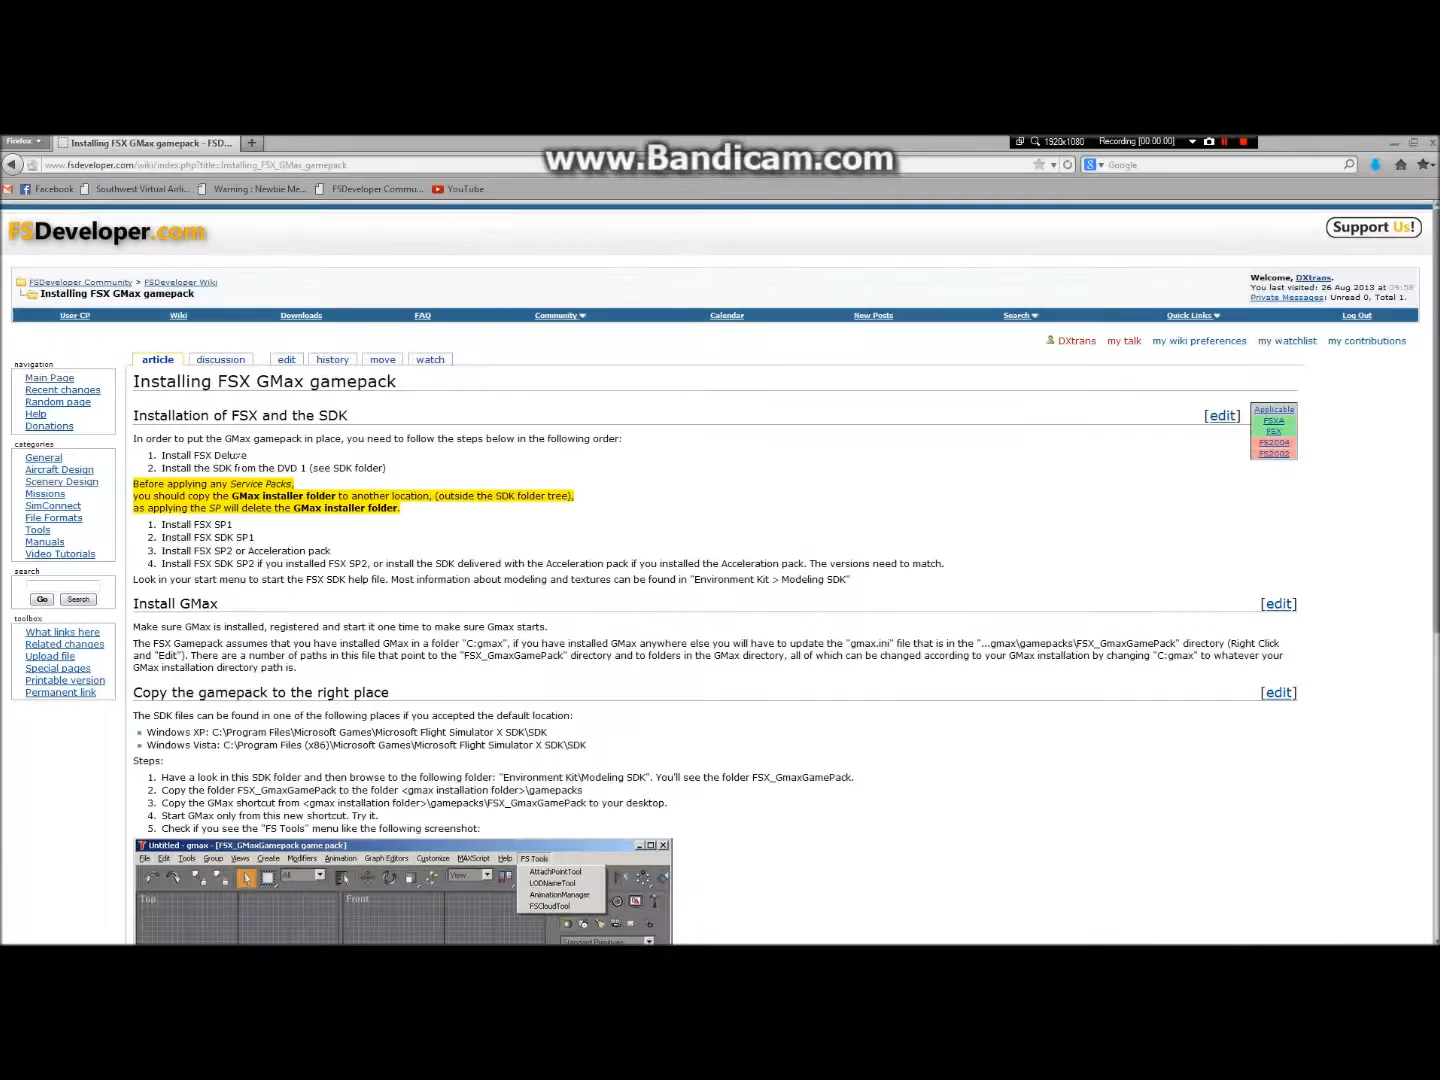 Firefox
Installing FSX GMax gamepack - FSD...
+
1920x1080
Recording [00:00:00]
www.Bandicam.com
www.fsdeveloper.com/wiki/index.php?title=Installing_FSX_GMax_gamepack
Google
Facebook
Southwest Virtual Airli...
Warning : Newbie Me...
FSDeveloper Commu...
YouTube
FSDeveloper.com
Support Us!
FSDeveloper Community > FSDeveloper Wiki
Installing FSX GMax gamepack
Welcome, DXtrans.
You last visited: 26 Aug 2013 at 09:58
Private Messages: Unread 0, Total 1.
User CP
Wiki
Downloads
FAQ
Community
Calendar
New Posts
Search
Quick Links
Log Out
DXtrans
my talk
my wiki preferences
my watchlist
my contributions
article
discussion
edit
history
move
watch
navigation
Main Page
Recent changes
Random page
Help
Donations
categories
General
Aircraft Design
Scenery Design
Missions
SimConnect
File Formats
Tools
Manuals
Video Tutorials
search
Go
Search
toolbox
What links here
Related changes
Upload file
Special pages
Printable version
Permanent link
Installing FSX GMax gamepack
Installation of FSX and the SDK
[edit]
Applicable
FSXA
FSX
FS2004
FS2002
In order to put the GMax gamepack in place, you need to follow the steps below in the following order:
1. Install FSX Deluxe
2. Install the SDK from the DVD 1 (see SDK folder)
Before applying any Service Packs,
you should copy the GMax installer folder to another location, (outside the SDK folder tree),
as applying the SP will delete the GMax installer folder.
1. Install FSX SP1
2. Install FSX SDK SP1
3. Install FSX SP2 or Acceleration pack
4. Install FSX SDK SP2 if you installed FSX SP2, or install the SDK delivered with the Acceleration pack if you installed the Acceleration pack. The versions need to match.
Look in your start menu to start the FSX SDK help file. Most information about modeling and textures can be found in "Environment Kit > Modeling SDK"
Install GMax
[edit]
Make sure GMax is installed, registered and start it one time to make sure Gmax starts.
The FSX Gamepack assumes that you have installed GMax in a folder "C:gmax", if you have installed GMax anywhere else you will have to update the "gmax.ini" file that is in the "...gmax\gamepacks\FSX_GmaxGamePack" directory (Right Click
and "Edit"). There are a number of paths in this file that point to the "FSX_GmaxGamePack" directory and to folders in the GMax directory, all of which can be changed according to your GMax installation by changing "C:gmax" to whatever your
GMax installation directory path is.
Copy the gamepack to the right place
[edit]
The SDK files can be found in one of the following places if you accepted the default location:
Windows XP: C:\Program Files\Microsoft Games\Microsoft Flight Simulator X SDK\SDK
Windows Vista: C:\Program Files (x86)\Microsoft Games\Microsoft Flight Simulator X SDK\SDK
Steps:
1. Have a look in this SDK folder and then browse to the following folder: "Environment Kit\Modeling SDK". You'll see the folder FSX_GmaxGamePack.
2. Copy the folder FSX_GmaxGamePack to the folder <gmax installation folder>\gamepacks
3. Copy the GMax shortcut from <gmax installation folder>\gamepacks\FSX_GmaxGamePack to your desktop.
4. Start GMax only from this new shortcut. Try it.
5. Check if you see the "FS Tools" menu like the following screenshot:
Untitled - gmax - [FSX_GMaxGamepack game pack]
File Edit Tools Group Views Create Modifiers Animation Graph Editors Customize MAXScript Help FS Tools
All
View
AttachPointTool
LODNameTool
AnimationManager
FSCloudTool
Top
Front
Standard Primitives